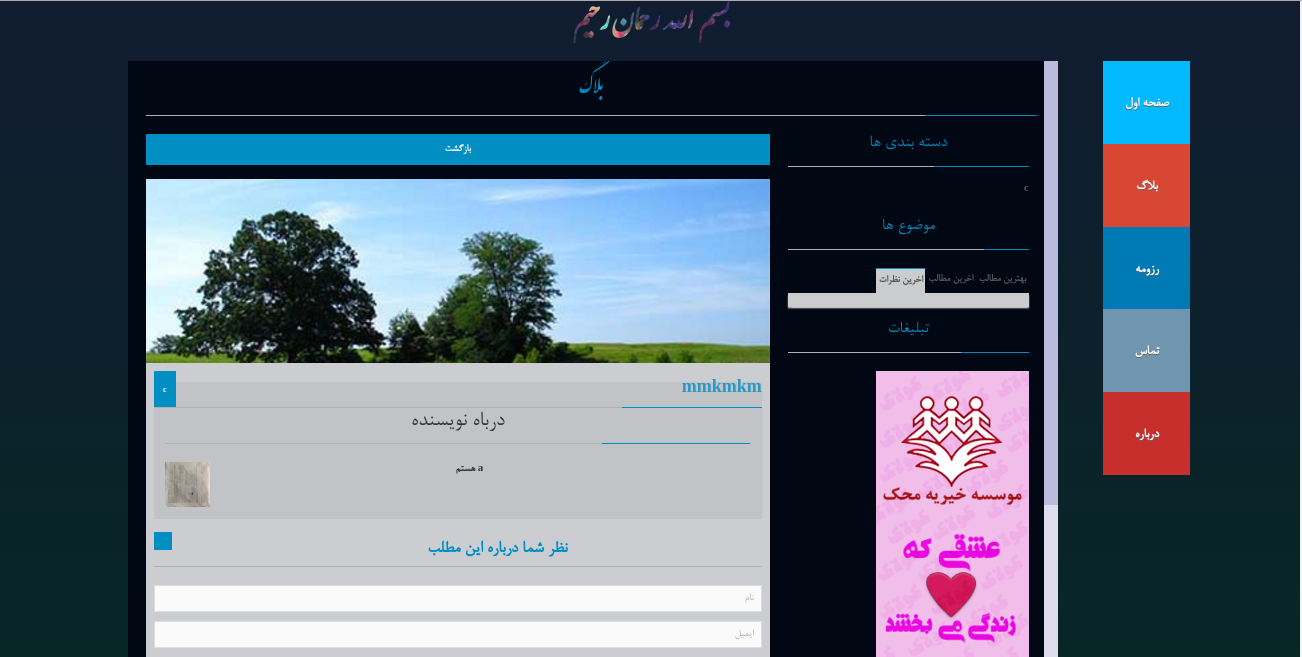 بسم الله رحمان رحیم
بلاگ
صفحه اول
بلاگ
رزومه
تماس
درباره
دسته بندی ها
c
موضوع ها
بهترین مطالب اخرین مطالب اخرین نظرات
تبلیغات
موسسه خیریه محک
عشقی که
زندگی می بخشد
بازگشت
mmkmkm
c
درباه نویسنده
a هستم
نظر شما درباره این مطلب
نام
ایمیل